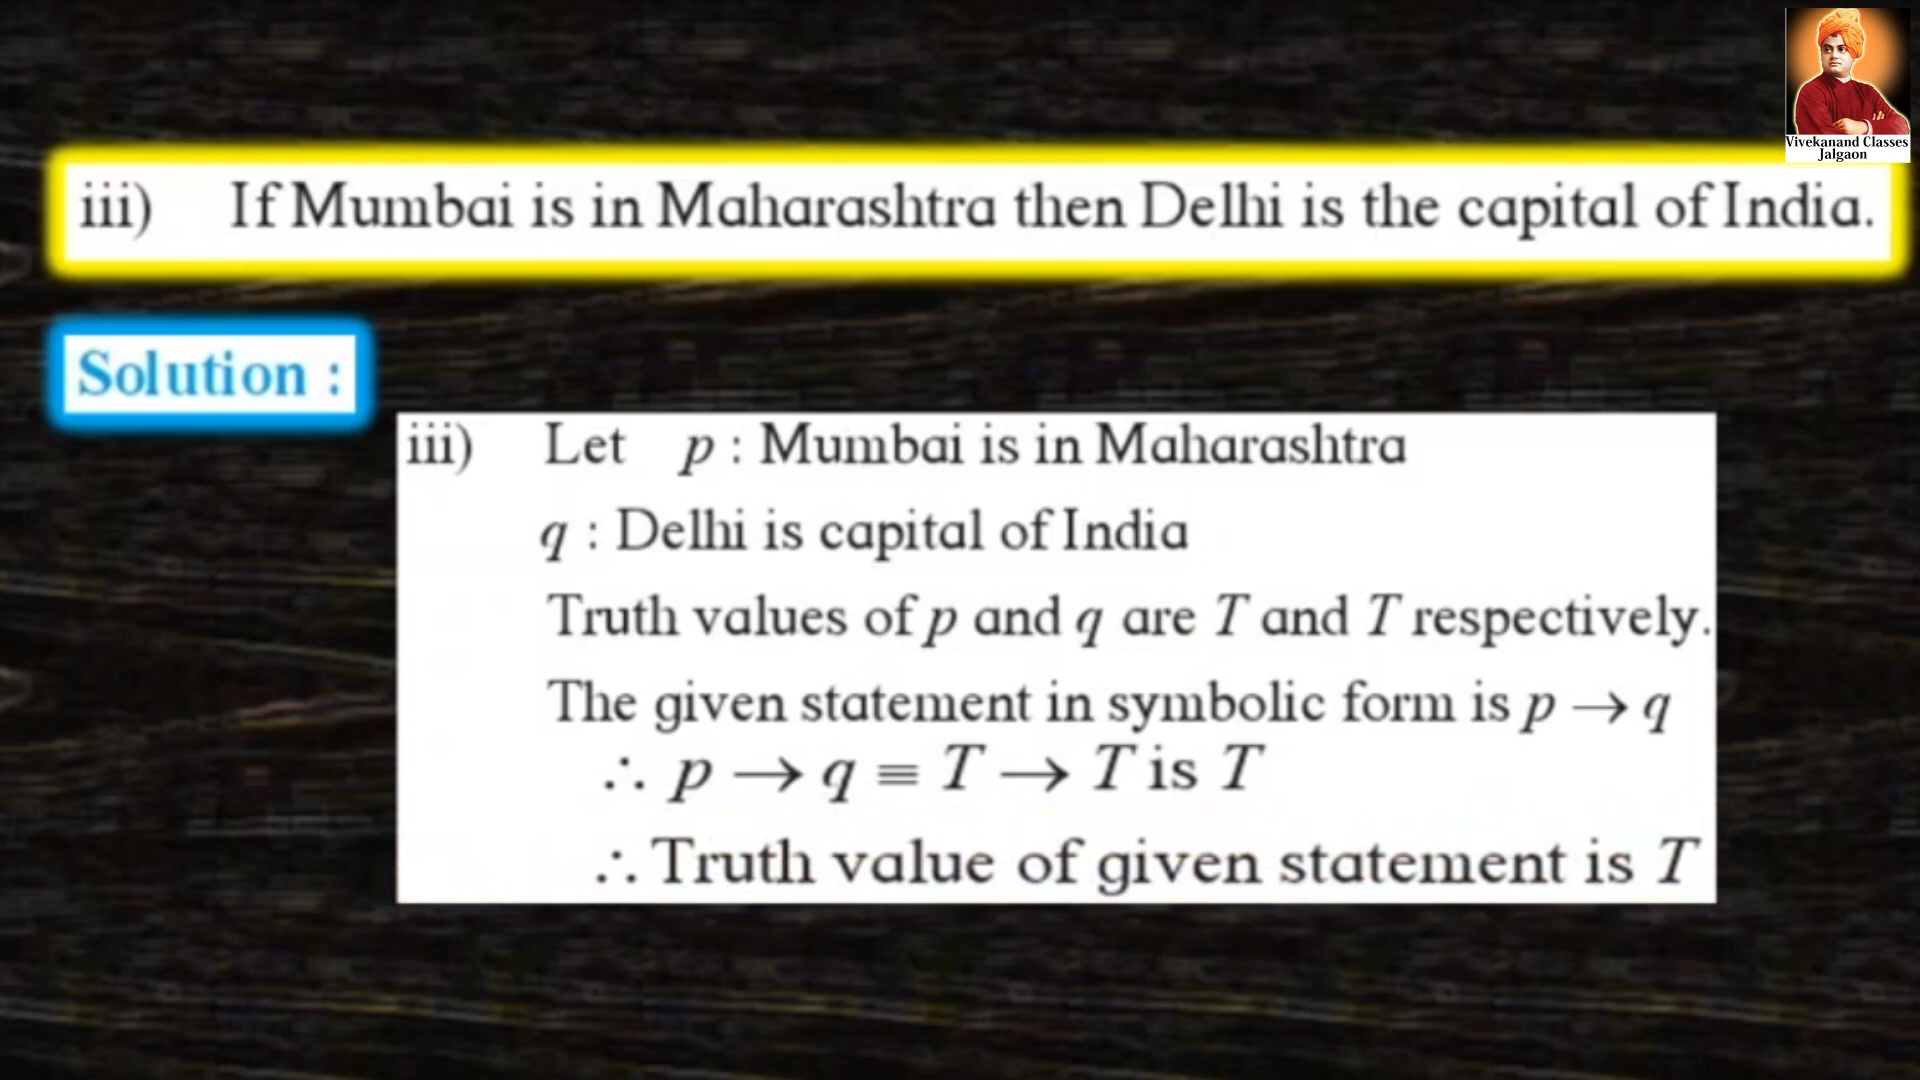 Vivekanand Classes
Jalgaon
iii) If Mumbai is in Maharashtra then Delhi is the capital of India.
Solution :
iii) Let p : Mumbai is in Maharashtra
q : Delhi is capital of India
Truth values of p and q are T and T respectively.
The given statement in symbolic form is p → q
∴ p → q ≡ T → T is T
∴ Truth value of given statement is T